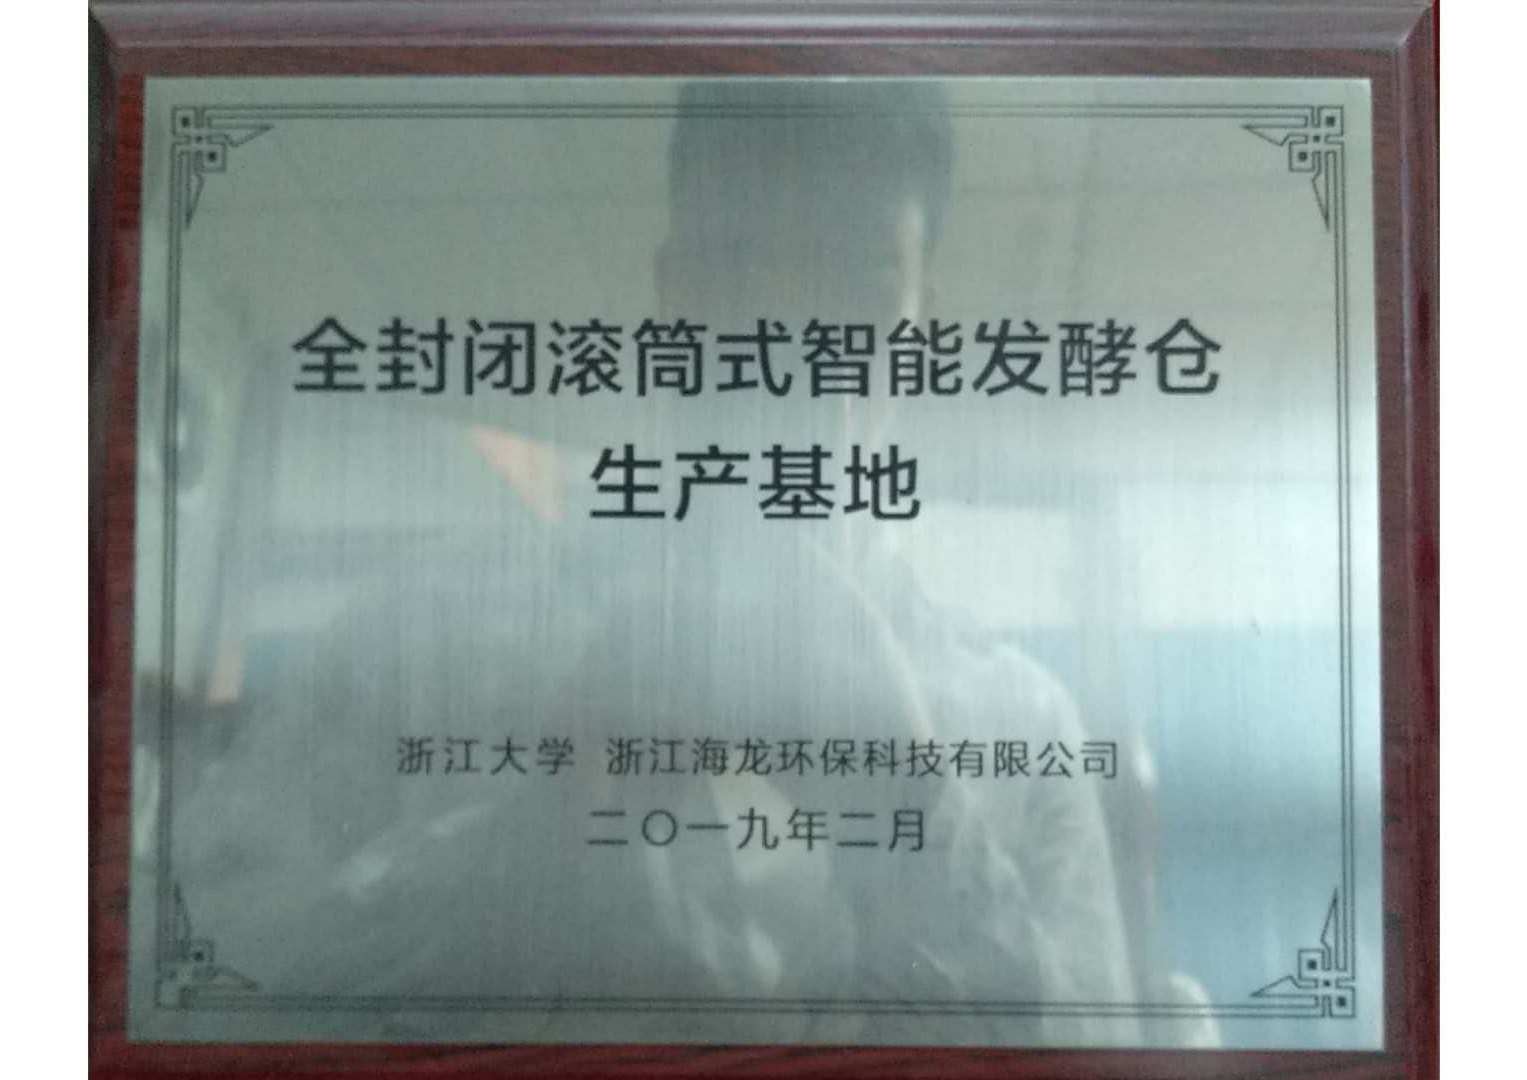 全封闭滚筒式智能发酵仓
生产基地
浙江大学 浙江海龙环保科技有限公司
二〇一九年二月